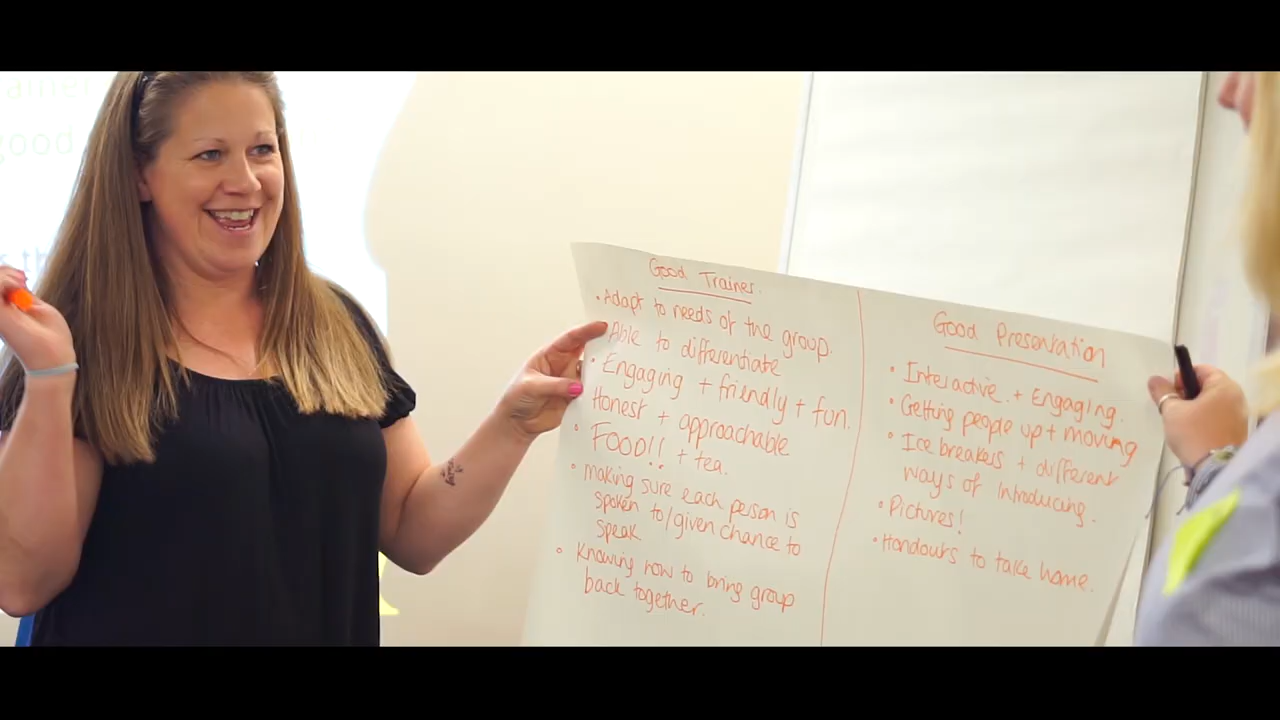 good
Good Trainer.
• Adapt to needs of the group.
• Able to differentiate
• Engaging + friendly + fun.
• Honest + approachable
• FOOD!! + tea.
• making sure each person is
spoken to/given chance to
speak
• Knowing how to bring group
back together.
Good Presentation
• Interactive + Engaging.
• Getting people up + moving
• Ice breakers + different
ways of introducing.
• Pictures!
• Handouts to take home.